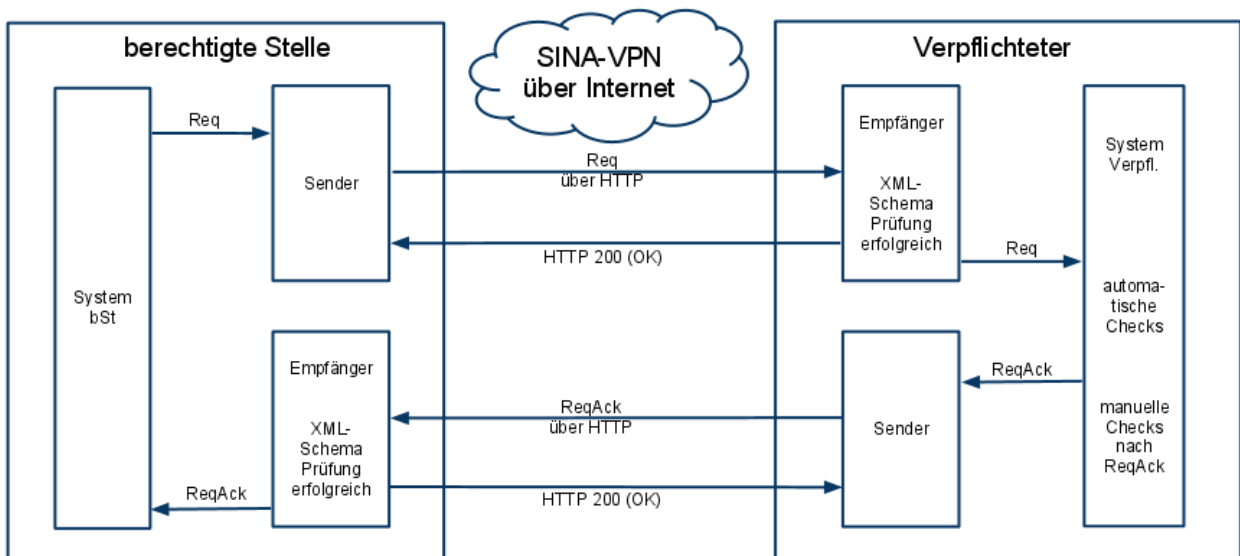 berechtigte Stelle
SINA-VPN
über Internet
Verpflichteter
Req
Sender
Req
über HTTP
HTTP 200 (OK)
Empfänger
XML-
Schema
Prüfung
erfolgreich
Req
System
Verpfl.
automa-
tische
Checks
manuelle
Checks
nach
ReqAck
System
bSt
Empfänger
XML-
Schema
Prüfung
erfolgreich
ReqAck
ReqAck
über HTTP
HTTP 200 (OK)
Sender
ReqAck